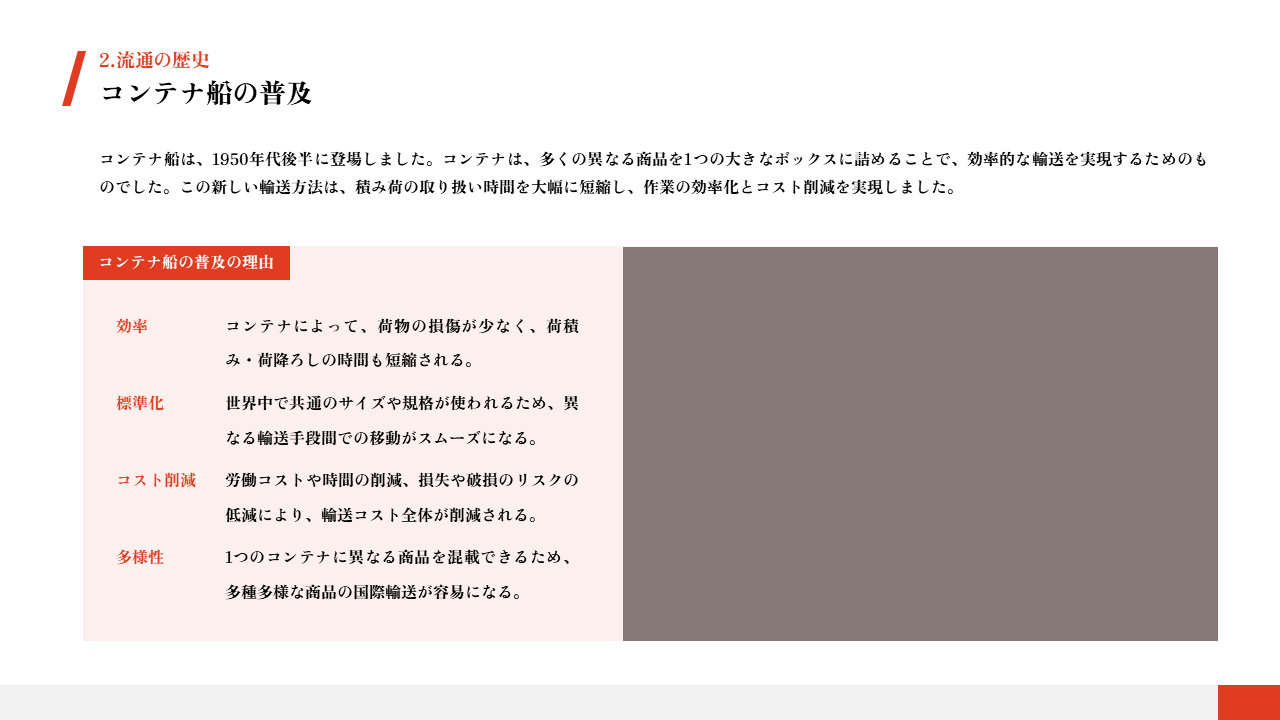 2.流通の歴史
コンテナ船の普及
コンテナ船は、1950年代後半に登場しました。コンテナは、多くの異なる商品を1つの大きなボックスに詰めることで、効率的な輸送を実現するためのも
のでした。この新しい輸送方法は、積み荷の取り扱い時間を大幅に短縮し、作業の効率化とコスト削減を実現しました。
コンテナ船の普及の理由
効率 コンテナによって、荷物の損傷が少なく、荷積
み・荷降ろしの時間も短縮される。
標準化 世界中で共通のサイズや規格が使われるため、異
なる輸送手段間での移動がスムーズになる。
コスト削減 労働コストや時間の削減、損失や破損のリスクの
低減により、輸送コスト全体が削減される。
多様性 1つのコンテナに異なる商品を混載できるため、
多種多様な商品の国際輸送が容易になる。